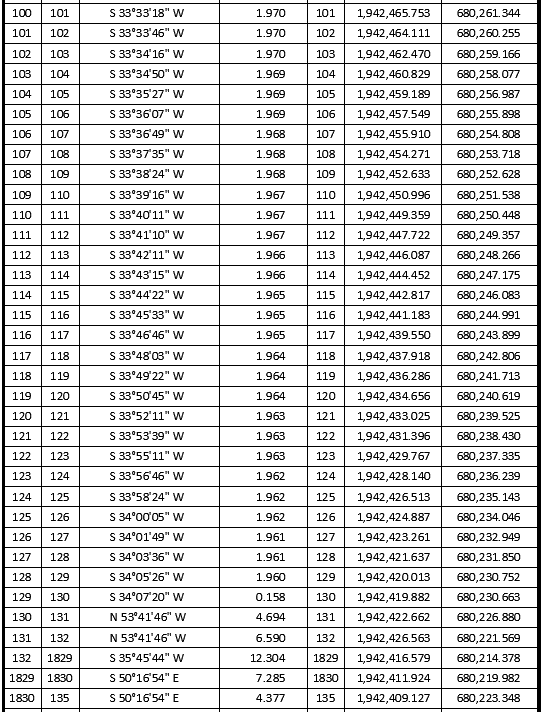 100 101 S 33°33'18" W 1.970 101 1,942,465.753 680,261.344
101 102 S 33°33'46" W 1.970 102 1,942,464.111 680,260.255
102 103 S 33°34'16" W 1.970 103 1,942,462.470 680,259.166
103 104 S 33°34'50" W 1.969 104 1,942,460.829 680,258.077
104 105 S 33°35'27" W 1.969 105 1,942,459.189 680,256.987
105 106 S 33°36'07" W 1.969 106 1,942,457.549 680,255.898
106 107 S 33°36'49" W 1.968 107 1,942,455.910 680,254.808
107 108 S 33°37'35" W 1.968 108 1,942,454.271 680,253.718
108 109 S 33°38'24" W 1.968 109 1,942,452.633 680,252.628
109 110 S 33°39'16" W 1.967 110 1,942,450.996 680,251.538
110 111 S 33°40'11" W 1.967 111 1,942,449.359 680,250.448
111 112 S 33°41'10" W 1.967 112 1,942,447.722 680,249.357
112 113 S 33°42'11" W 1.966 113 1,942,446.087 680,248.266
113 114 S 33°43'15" W 1.966 114 1,942,444.452 680,247.175
114 115 S 33°44'22" W 1.965 115 1,942,442.817 680,246.083
115 116 S 33°45'33" W 1.965 116 1,942,441.183 680,244.991
116 117 S 33°46'46" W 1.965 117 1,942,439.550 680,243.899
117 118 S 33°48'03" W 1.964 118 1,942,437.918 680,242.806
118 119 S 33°49'22" W 1.964 119 1,942,436.286 680,241.713
119 120 S 33°50'45" W 1.964 120 1,942,434.656 680,240.619
120 121 S 33°52'11" W 1.963 121 1,942,433.025 680,239.525
121 122 S 33°53'39" W 1.963 122 1,942,431.396 680,238.430
122 123 S 33°55'11" W 1.963 123 1,942,429.767 680,237.335
123 124 S 33°56'46" W 1.962 124 1,942,428.140 680,236.239
124 125 S 33°58'24" W 1.962 125 1,942,426.513 680,235.143
125 126 S 34°00'05" W 1.962 126 1,942,424.887 680,234.046
126 127 S 34°01'49" W 1.961 127 1,942,423.261 680,232.949
127 128 S 34°03'36" W 1.961 128 1,942,421.637 680,231.850
128 129 S 34°05'26" W 1.960 129 1,942,420.013 680,230.752
129 130 S 34°07'20" W 0.158 130 1,942,419.882 680,230.663
130 131 N 53°41'46" W 4.694 131 1,942,422.662 680,226.880
131 132 N 53°41'46" W 6.590 132 1,942,426.563 680,221.569
132 1829 S 35°45'44" W 12.304 1829 1,942,416.579 680,214.378
1829 1830 S 50°16'54" E 7.285 1830 1,942,411.924 680,219.982
1830 135 S 50°16'54" E 4.377 135 1,942,409.127 680,223.348